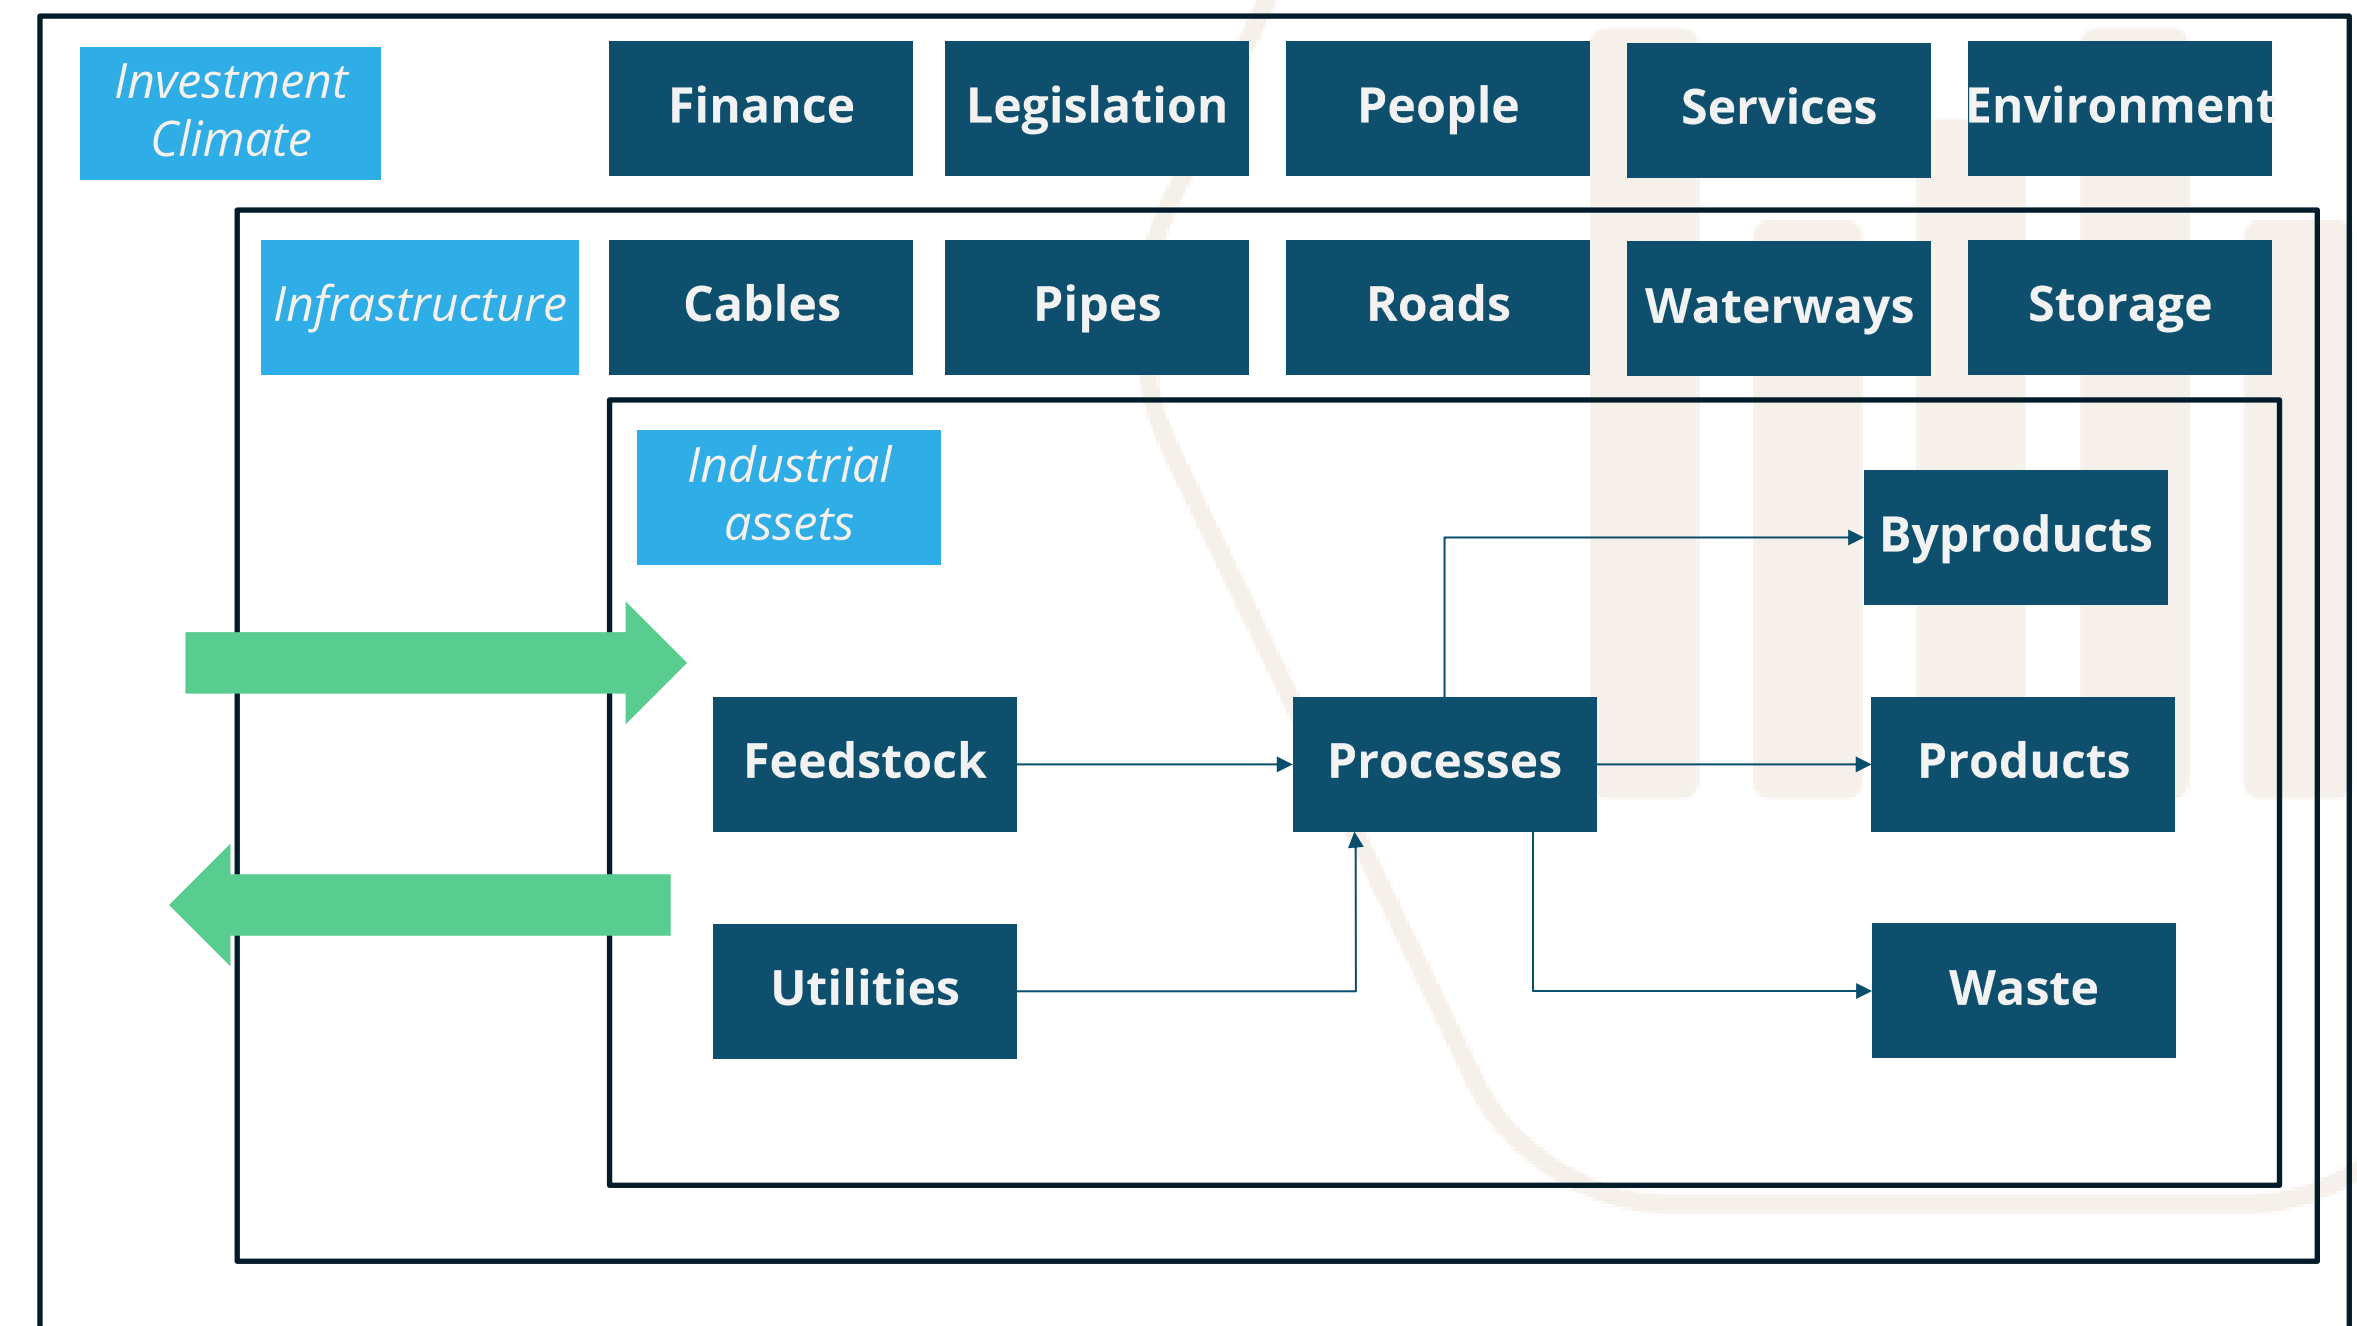 Investment
Climate
Finance
Legislation
People
Services
Environment
Infrastructure
Cables
Pipes
Roads
Waterways
Storage
Industrial
assets
Byproducts
Feedstock
Processes
Products
Utilities
Waste